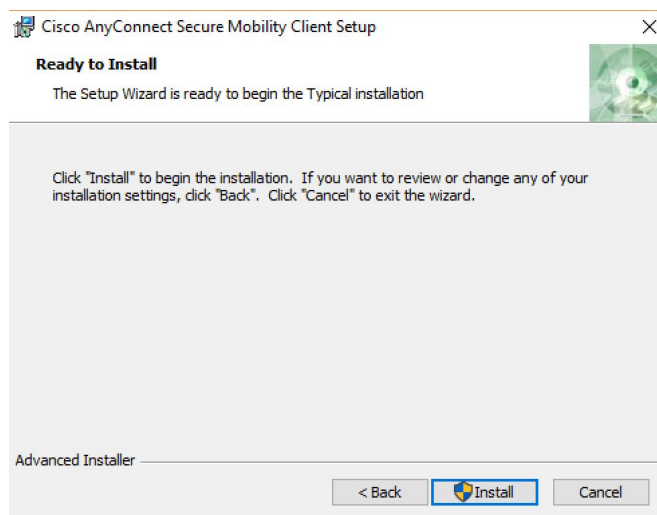 Cisco AnyConnect Secure Mobility Client Setup
Ready to Install
The Setup Wizard is ready to begin the Typical installation
Click "Install" to begin the installation. If you want to review or change any of your
installation settings, click "Back". Click "Cancel" to exit the wizard.
Advanced Installer
< Back Install Cancel